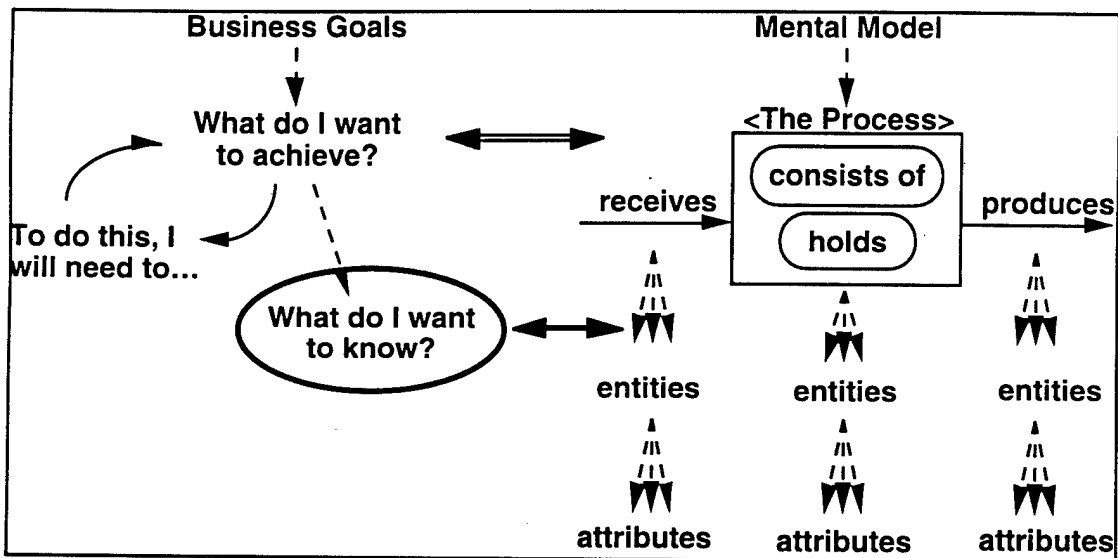 Business Goals
What do I want
to achieve?
To do this, I
will need to...
What do I want
to know?
Mental Model
<The Process>
receives
consists of
holds
produces
entities
entities
entities
attributes
attributes
attributes